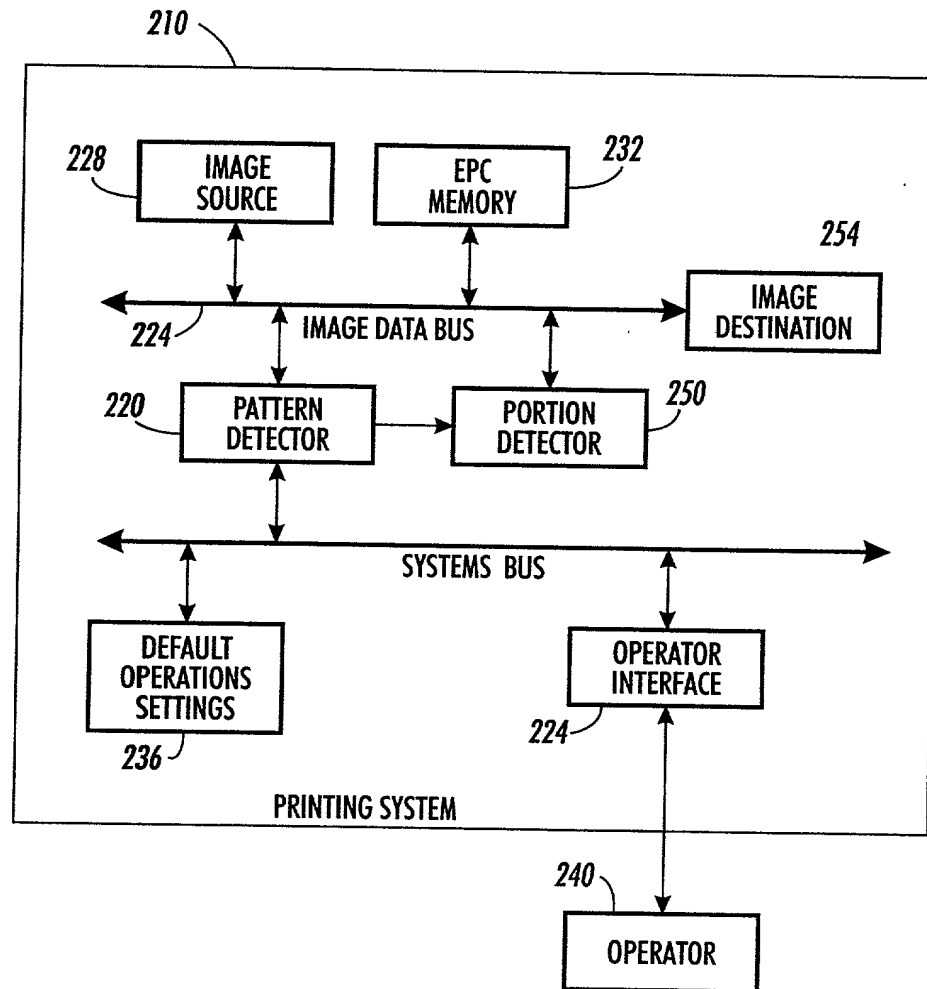 210
228
IMAGE
SOURCE
EPC
MEMORY
232
254
IMAGE
DESTINATION
224
IMAGE DATA BUS
220
PATTERN
DETECTOR
PORTION
DETECTOR
250
SYSTEMS BUS
DEFAULT
OPERATIONS
SETTINGS
236
OPERATOR
INTERFACE
224
PRINTING SYSTEM
240
OPERATOR